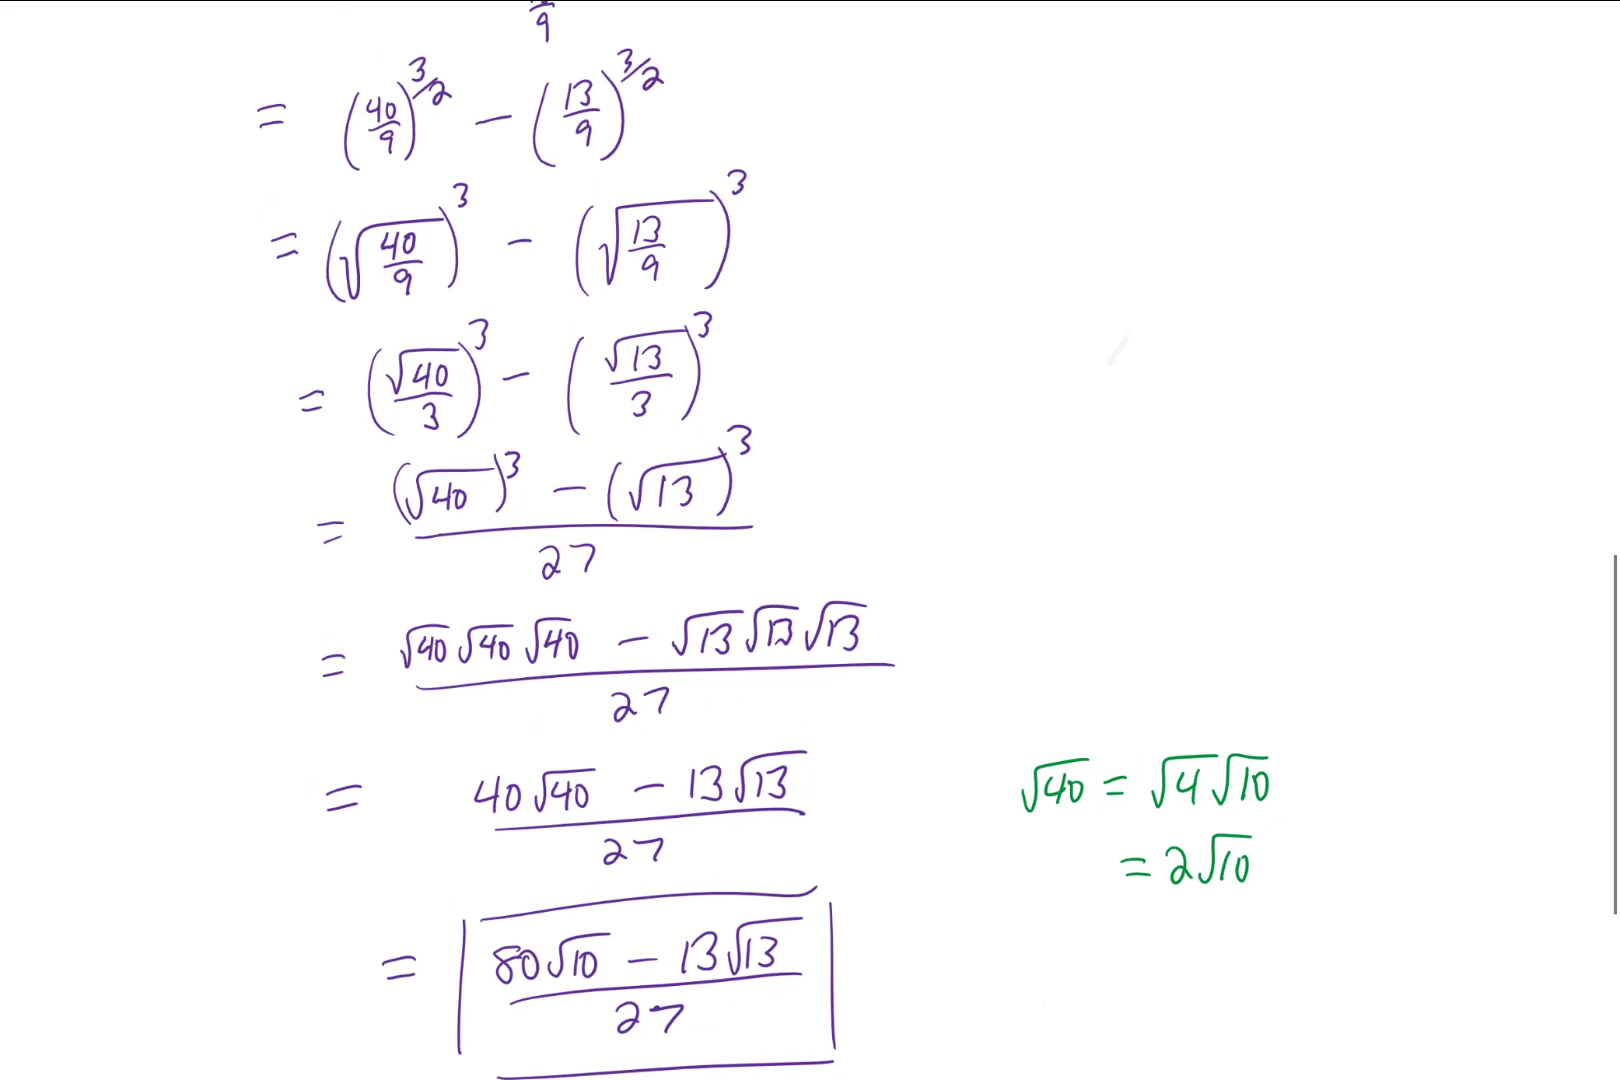 9
= (40/9)^3/2 − (13/9)^3/2
= (√40/9)^3 − (√13/9)^3
= (√40/3)^3 − (√13/3)^3
= (√40)^3 − (√13)^3
27
= √40 √40 √40 − √13 √13 √13
27
= 40√40 − 13√13
27
√40 = √4√10
= 2√10
= 80√10 − 13√13
27